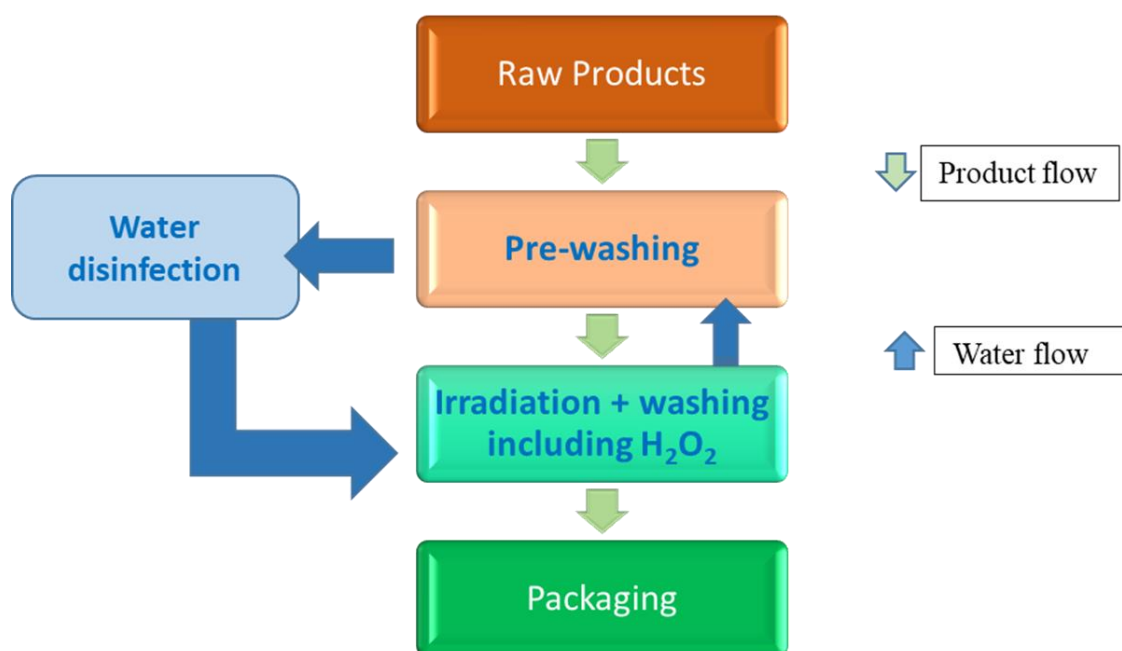 Raw Products
Product flow
Water
disinfection
Pre-washing
Water flow
Irradiation + washing
including H₂O₂
Packaging